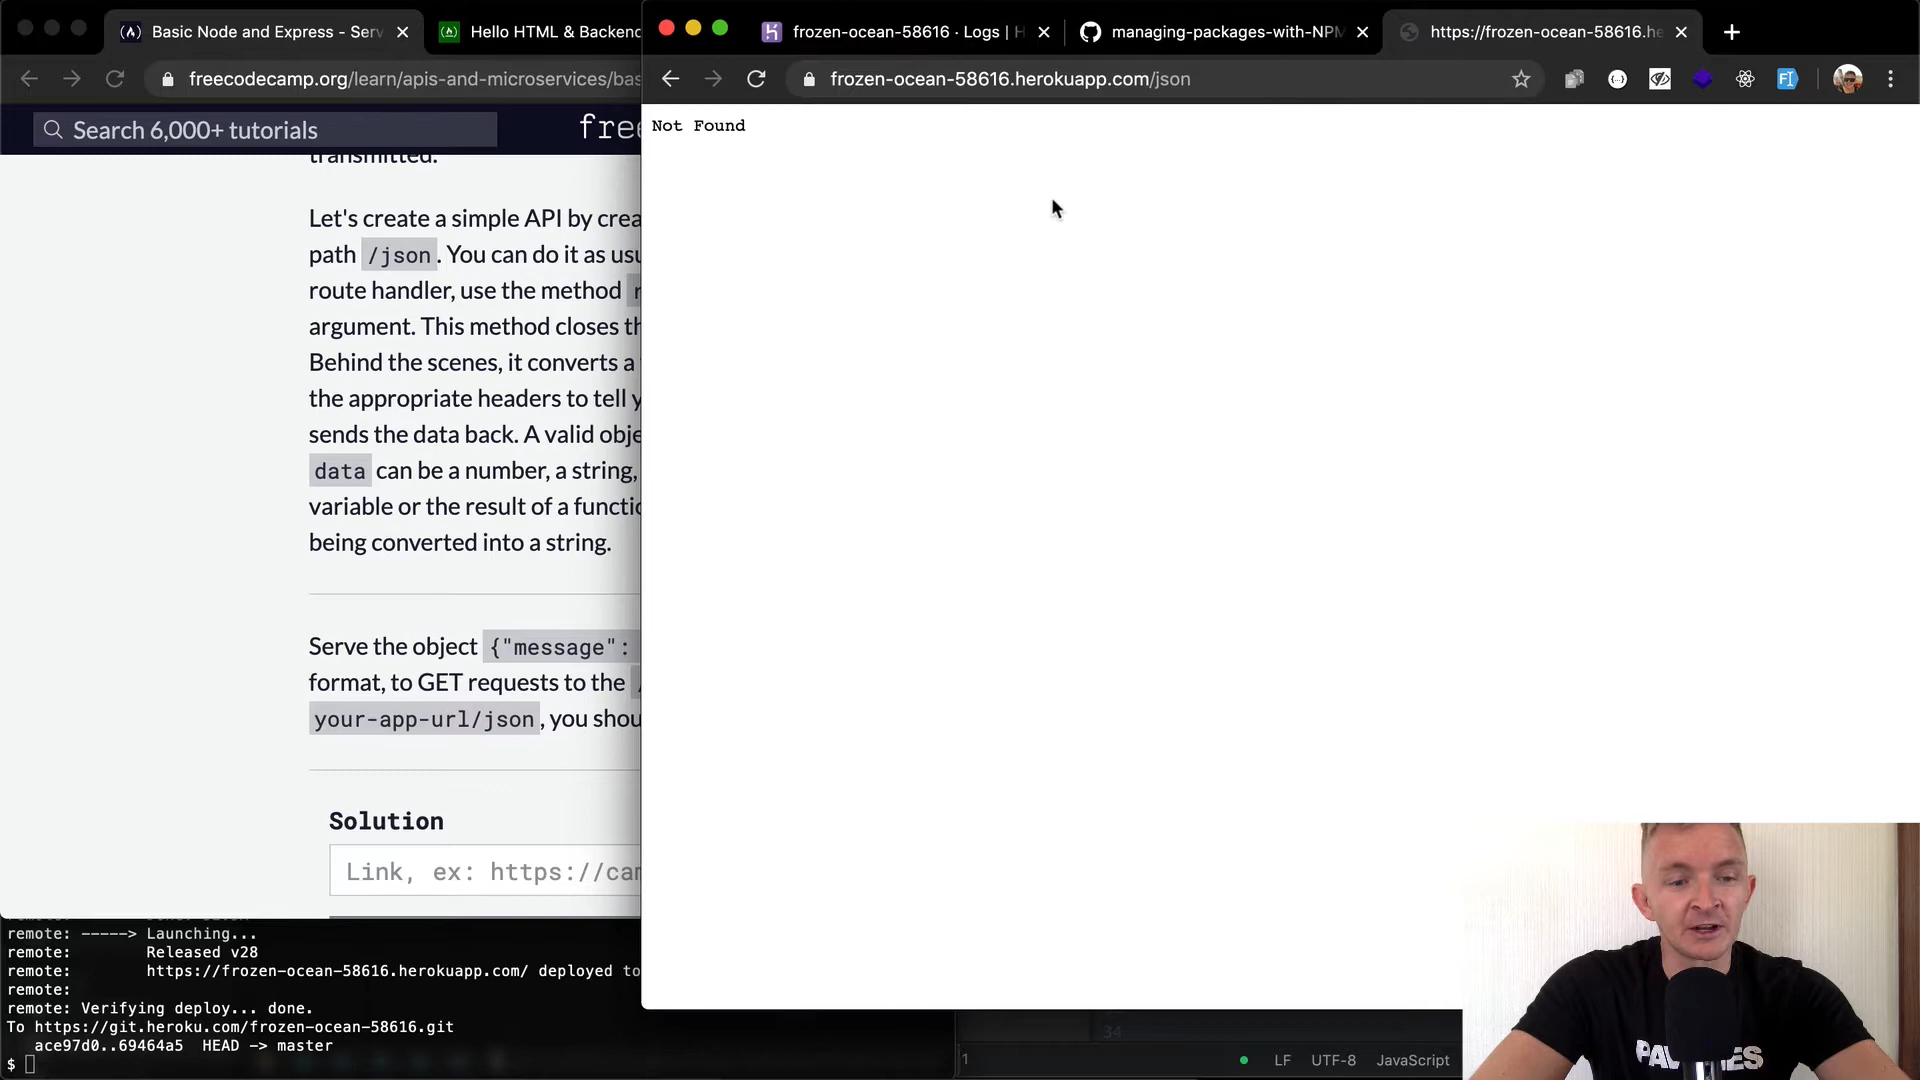 Basic Node and Express - Serv
Hello HTML & Backend
freecodecamp.org/learn/apis-and-microservices/bas
Search 6,000+ tutorials
free
transmitted.
Let's create a simple API by crea
path /json . You can do it as usu
route handler, use the method
argument. This method closes th
Behind the scenes, it converts a
the appropriate headers to tell y
sends the data back. A valid obje
data can be a number, a string,
variable or the result of a functio
being converted into a string.
Serve the object {"message":
format, to GET requests to the /
your-app-url/json , you shou
Solution
Link, ex: https://cam
remote: -----> Launching...
remote: Released v28
remote: https://frozen-ocean-58616.herokuapp.com/ deployed to
remote:
remote: Verifying deploy... done.
To https://git.heroku.com/frozen-ocean-58616.git
ace97d0..69464a5 HEAD -> master
$
frozen-ocean-58616 · Logs | H
managing-packages-with-NPM
https://frozen-ocean-58616.he
frozen-ocean-58616.herokuapp.com/json
Not Found
34
1
LF UTF-8 JavaScript